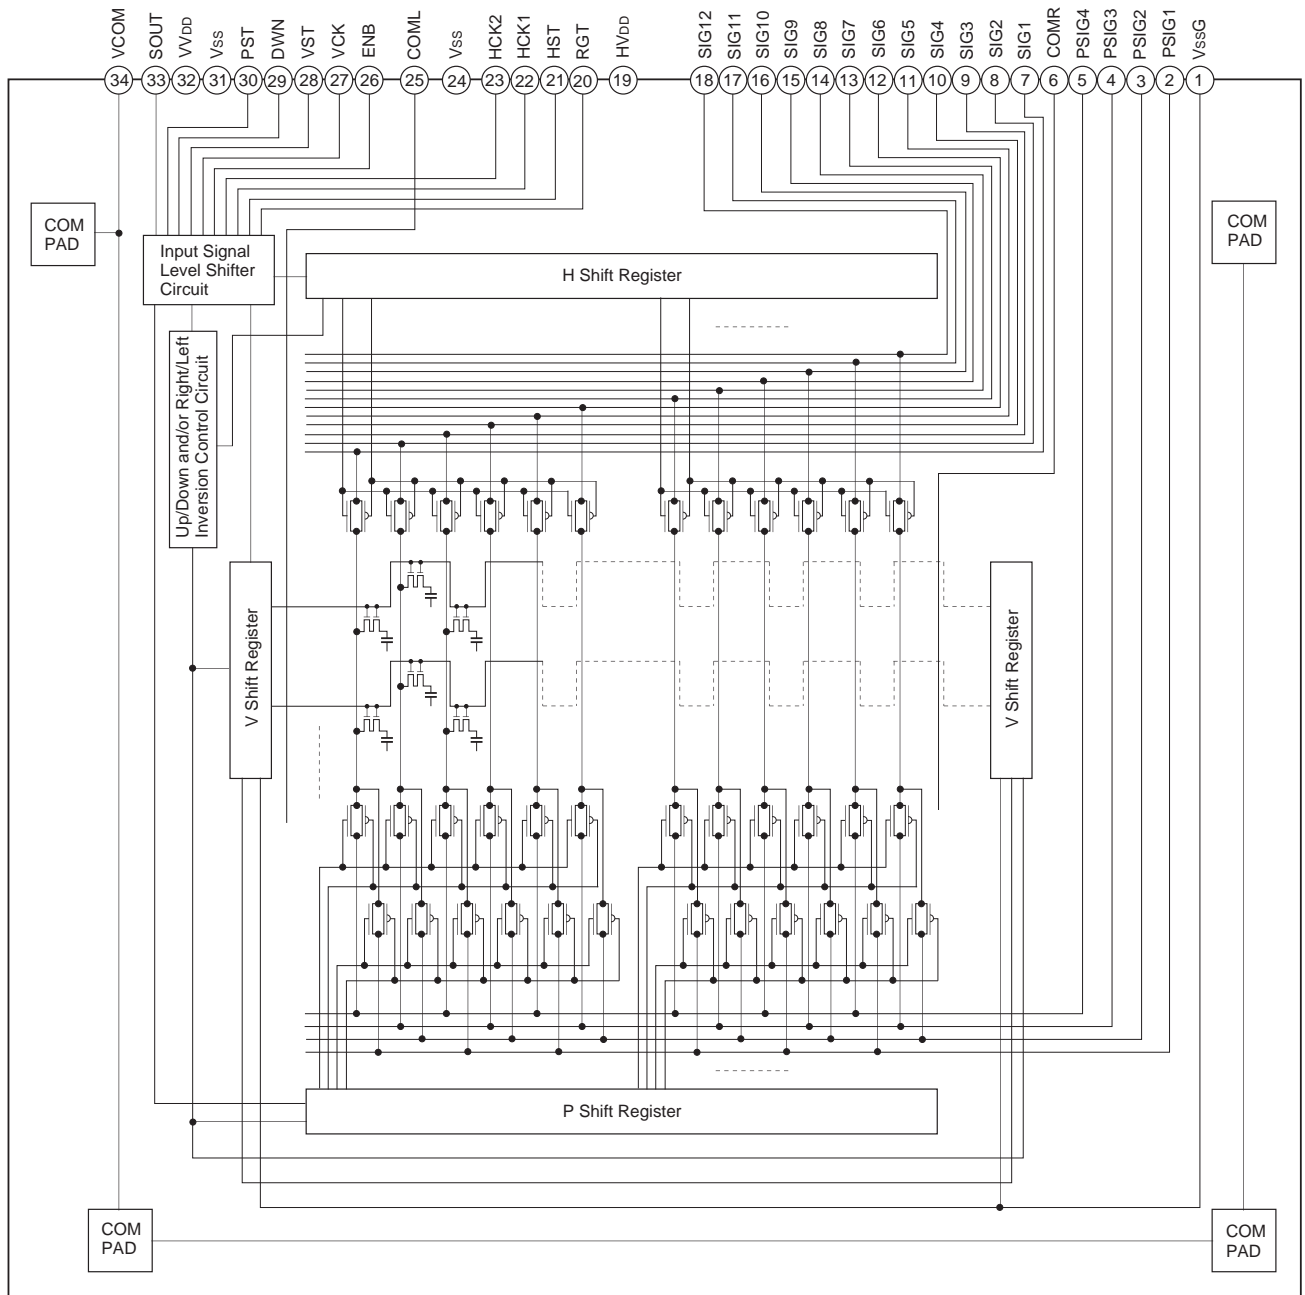 VCOM
SOUT
VVDD
VSS
PST
DWN
VST
VCK
ENB
COML
VSS
HCK2
HCK1
HST
RGT
HVDD
SIG12
SIG11
SIG10
SIG9
SIG8
SIG7
SIG6
SIG5
SIG4
SIG3
SIG2
SIG1
COMR
PSIG4
PSIG3
PSIG2
PSIG1
VssG
34
33
32
31
30
29
28
27
26
25
24
23
22
21
20
19
18
17
16
15
14
13
12
11
10
9
8
7
6
5
4
3
2
1
COM
PAD
COM
PAD
Input Signal
Level Shifter
Circuit
H Shift Register
Up/Down and/or Right/Left
Inversion Control Circuit
V Shift Register
V Shift Register
P Shift Register
COM
PAD
COM
PAD